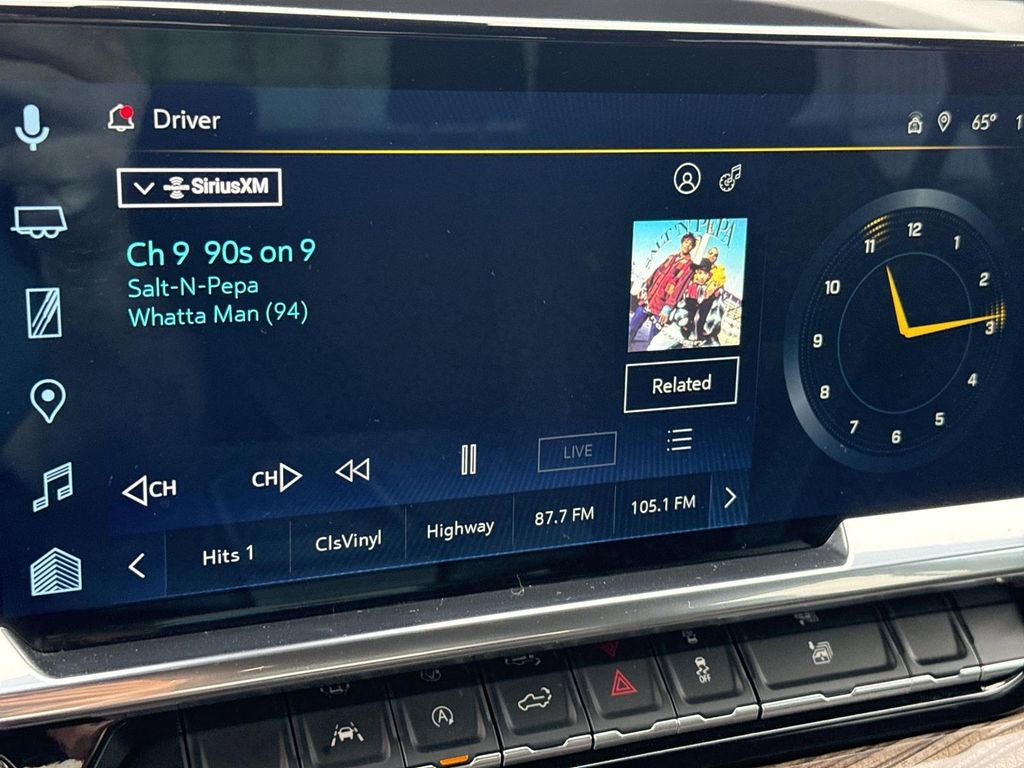 Driver
65° 1
SiriusXM
Ch 9 90s on 9
Salt-N-Pepa
Whatta Man (94)
SALT 'N' PEPA
Related
CH
CH
LIVE
Hits 1
ClsVinyl
Highway
87.7 FM
105.1 FM
12
1
2
3
4
5
6
7
8
9
10
11
A
OFF